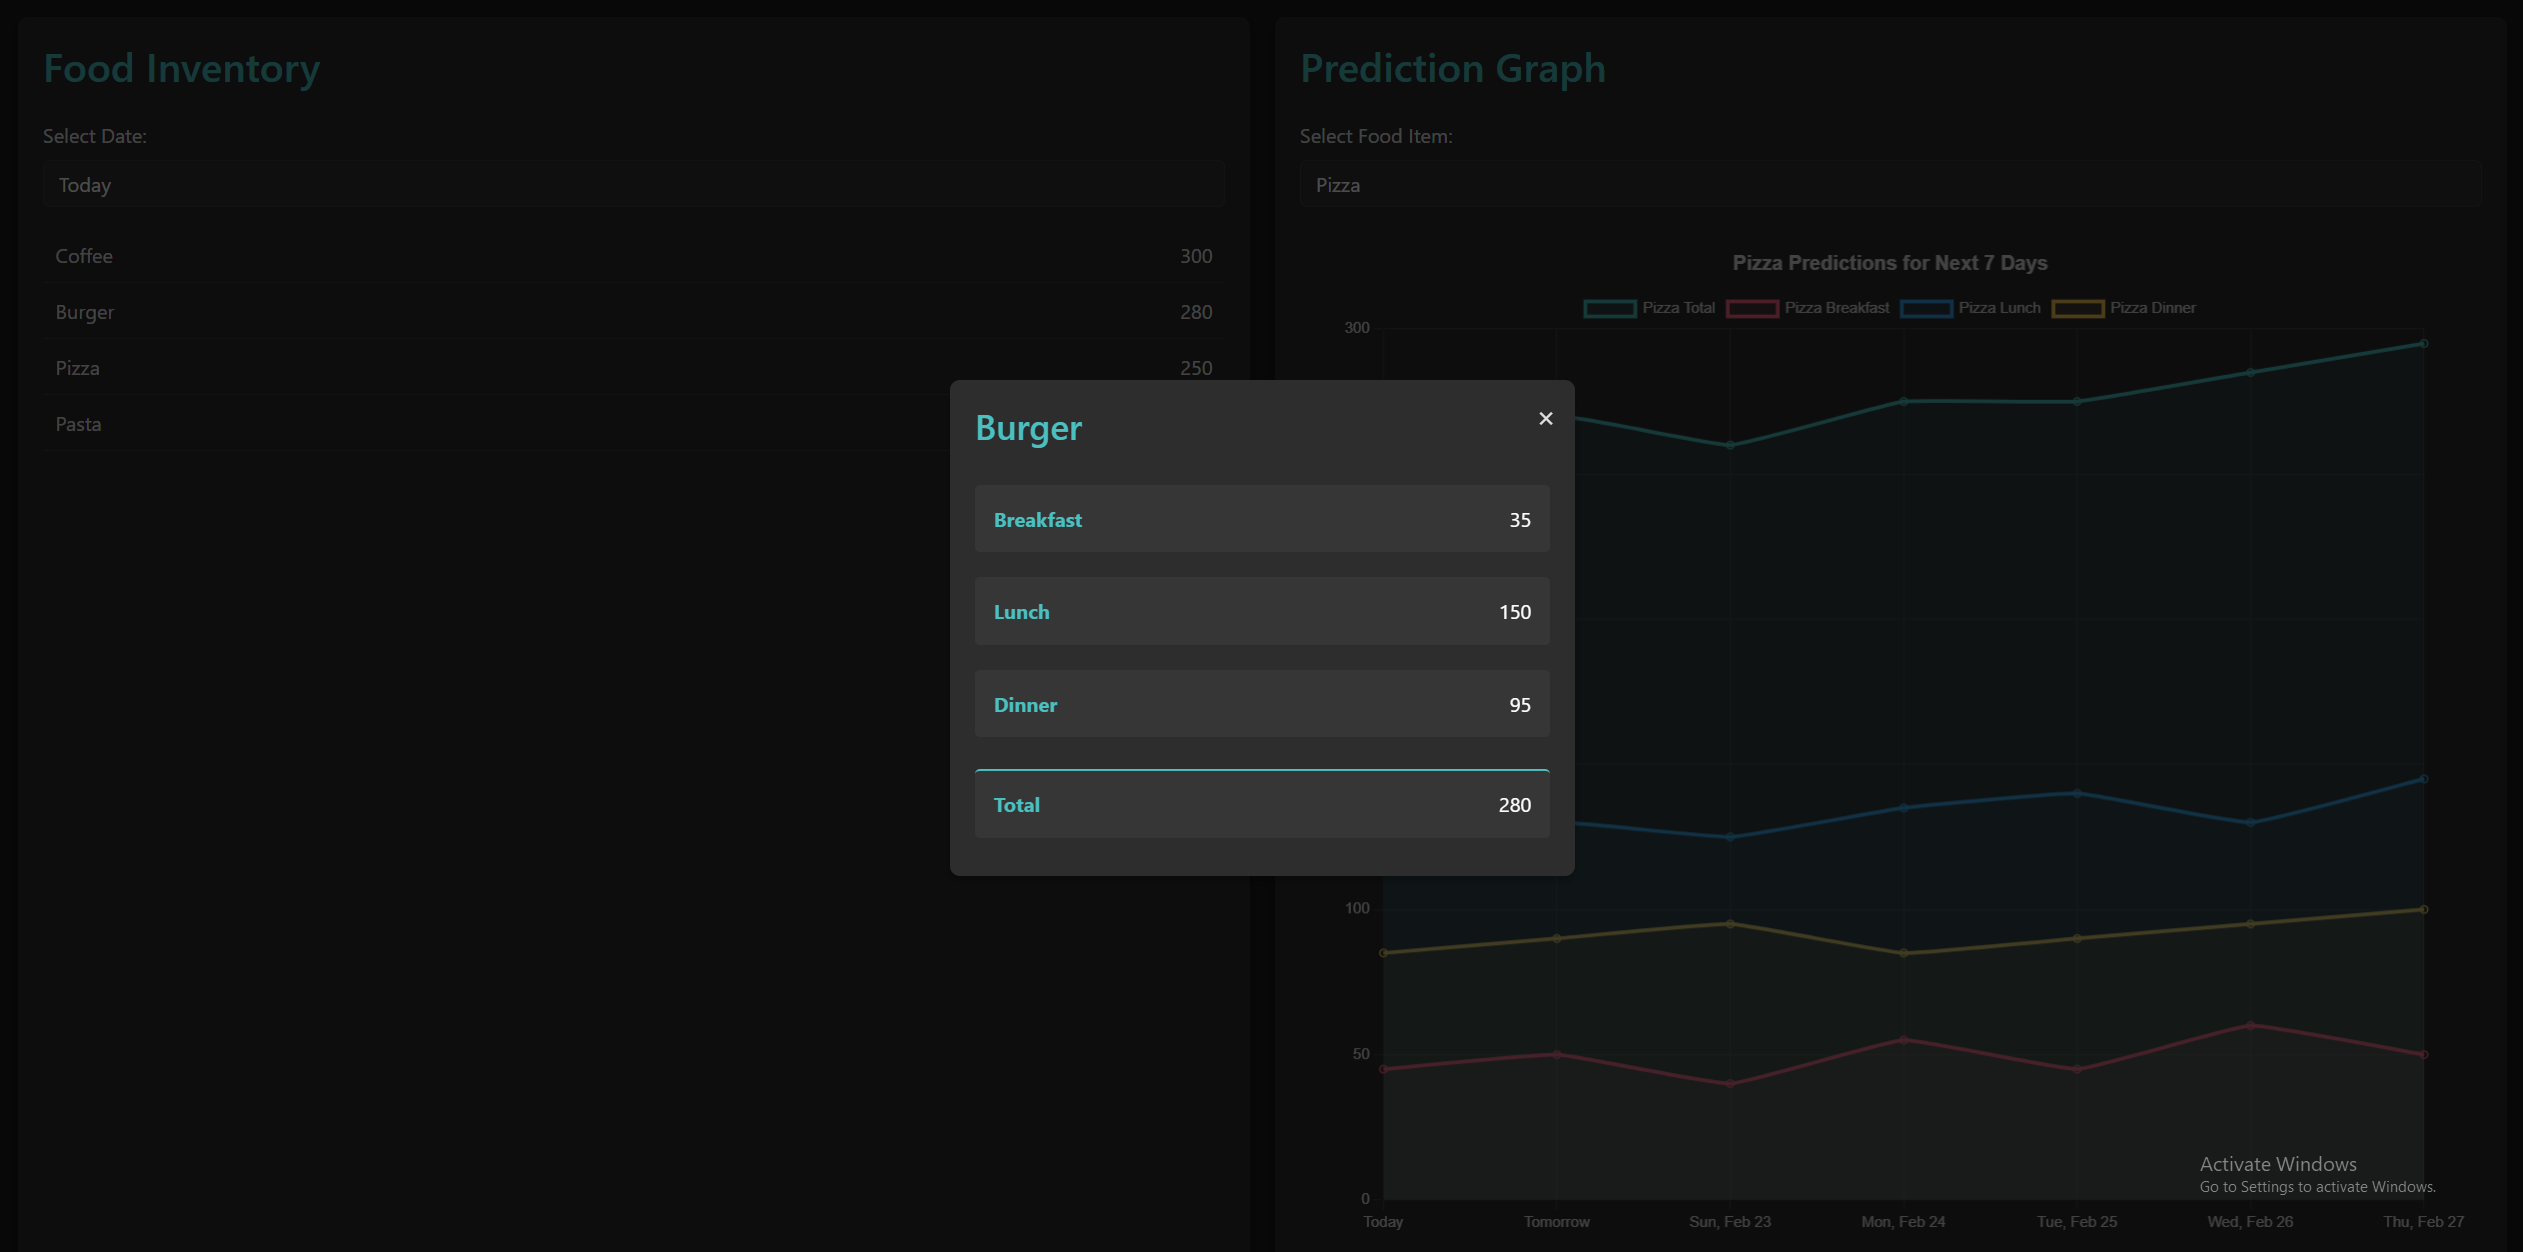 Food Inventory
Select Date:
Today
Coffee 300
Burger 280
Pizza 250
Pasta
Prediction Graph
Select Food Item:
Pizza
Pizza Predictions for Next 7 Days
Pizza Total Pizza Breakfast Pizza Lunch Pizza Dinner
300
100
50
0
Today Tomorrow Sun, Feb 23 Mon, Feb 24 Tue, Feb 25 Wed, Feb 26 Thu, Feb 27
Burger ×
Breakfast 35
Lunch 150
Dinner 95
Total 280
Activate Windows
Go to Settings to activate Windows.